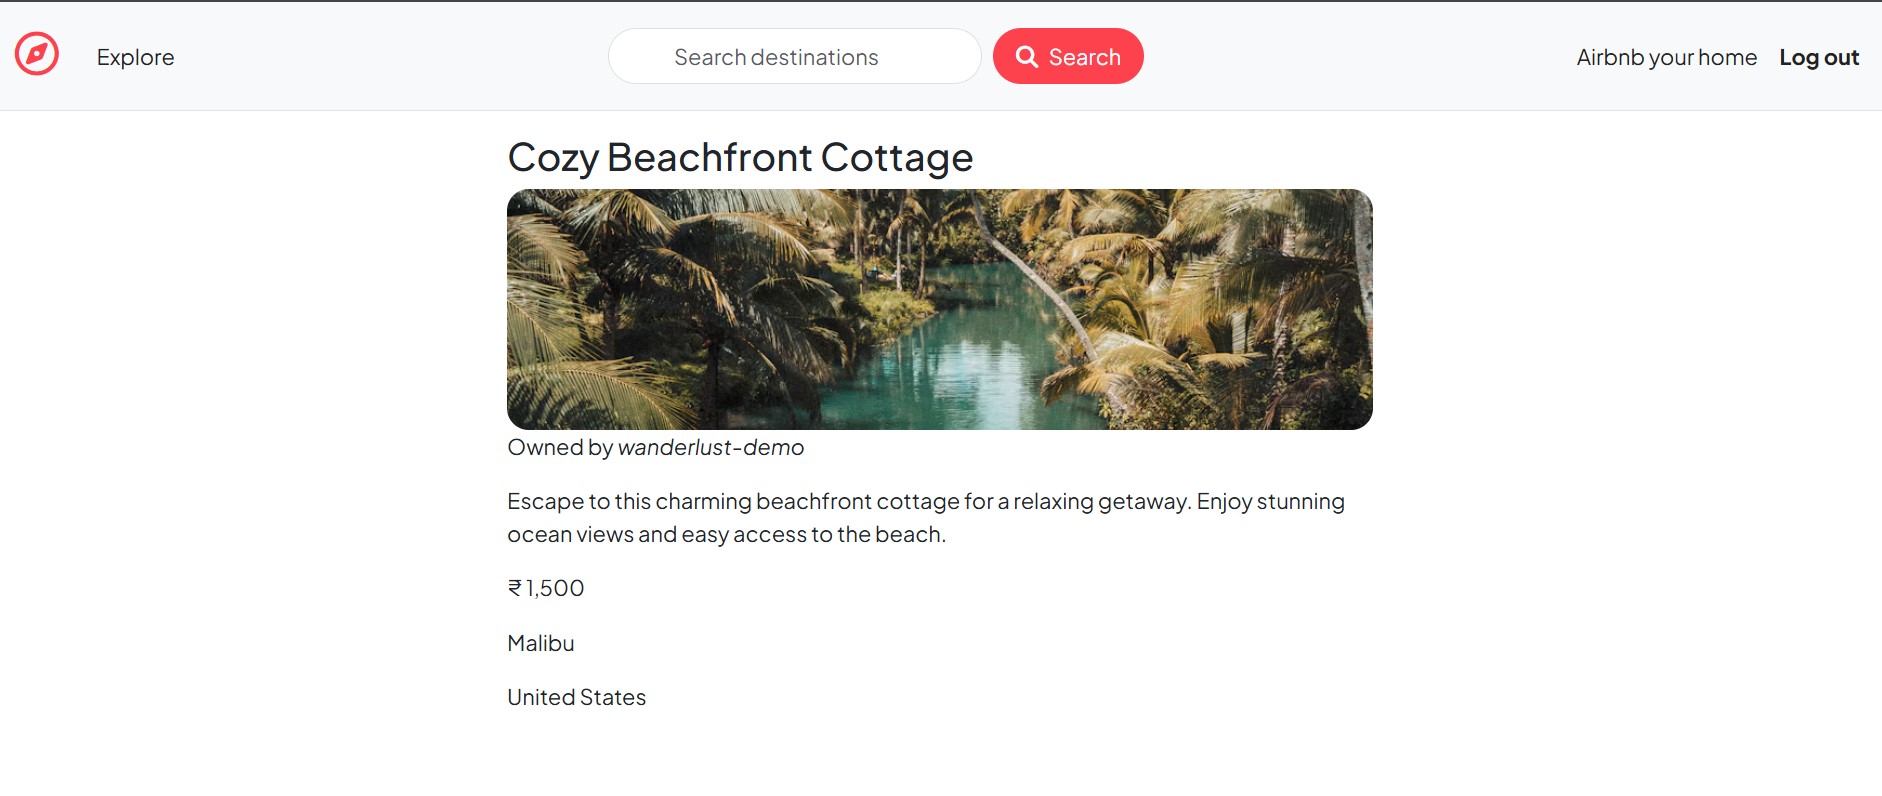 Explore
Search destinations
Search
Airbnb your home
Log out
Cozy Beachfront Cottage
Owned by wanderlust-demo
Escape to this charming beachfront cottage for a relaxing getaway. Enjoy stunning
ocean views and easy access to the beach.
₹ 1,500
Malibu
United States